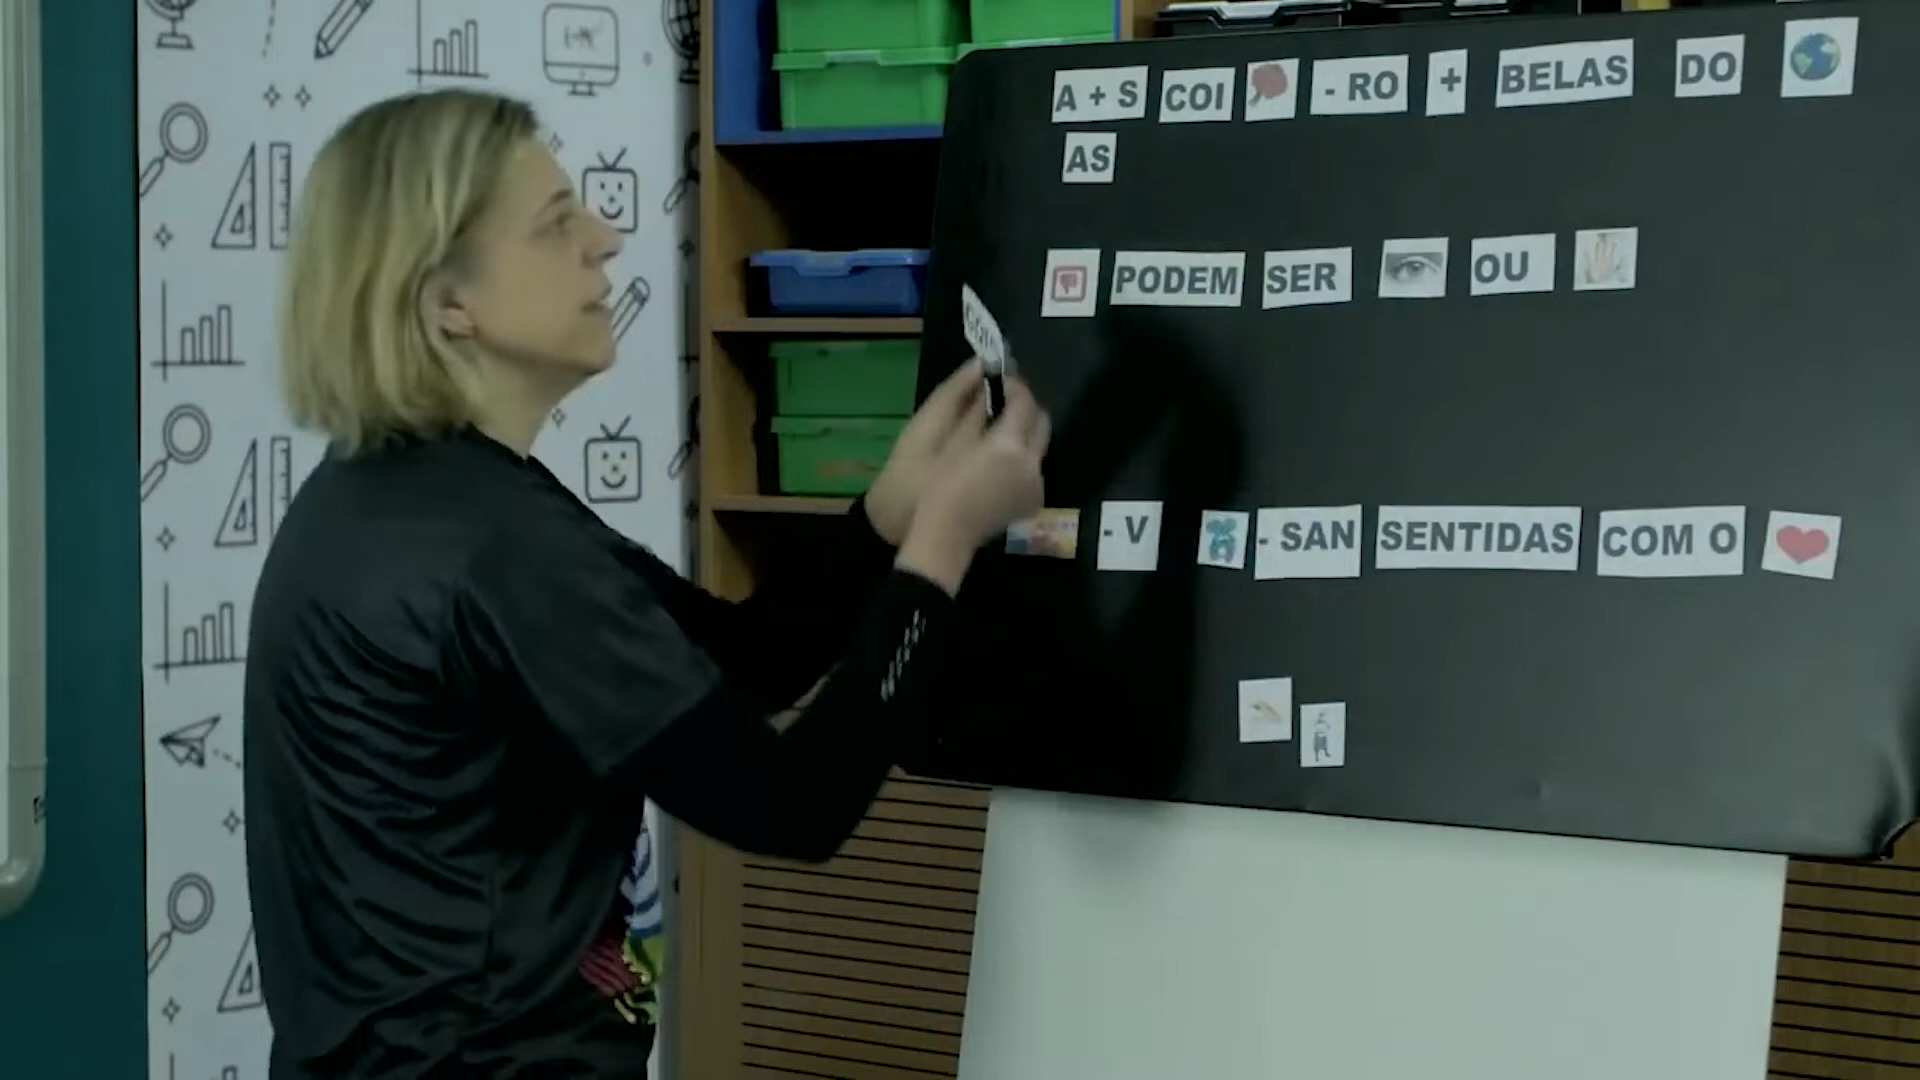 A + S COI - RO + BELAS DO
AS
PODEM SER OU
- V - SAN SENTIDAS COM O